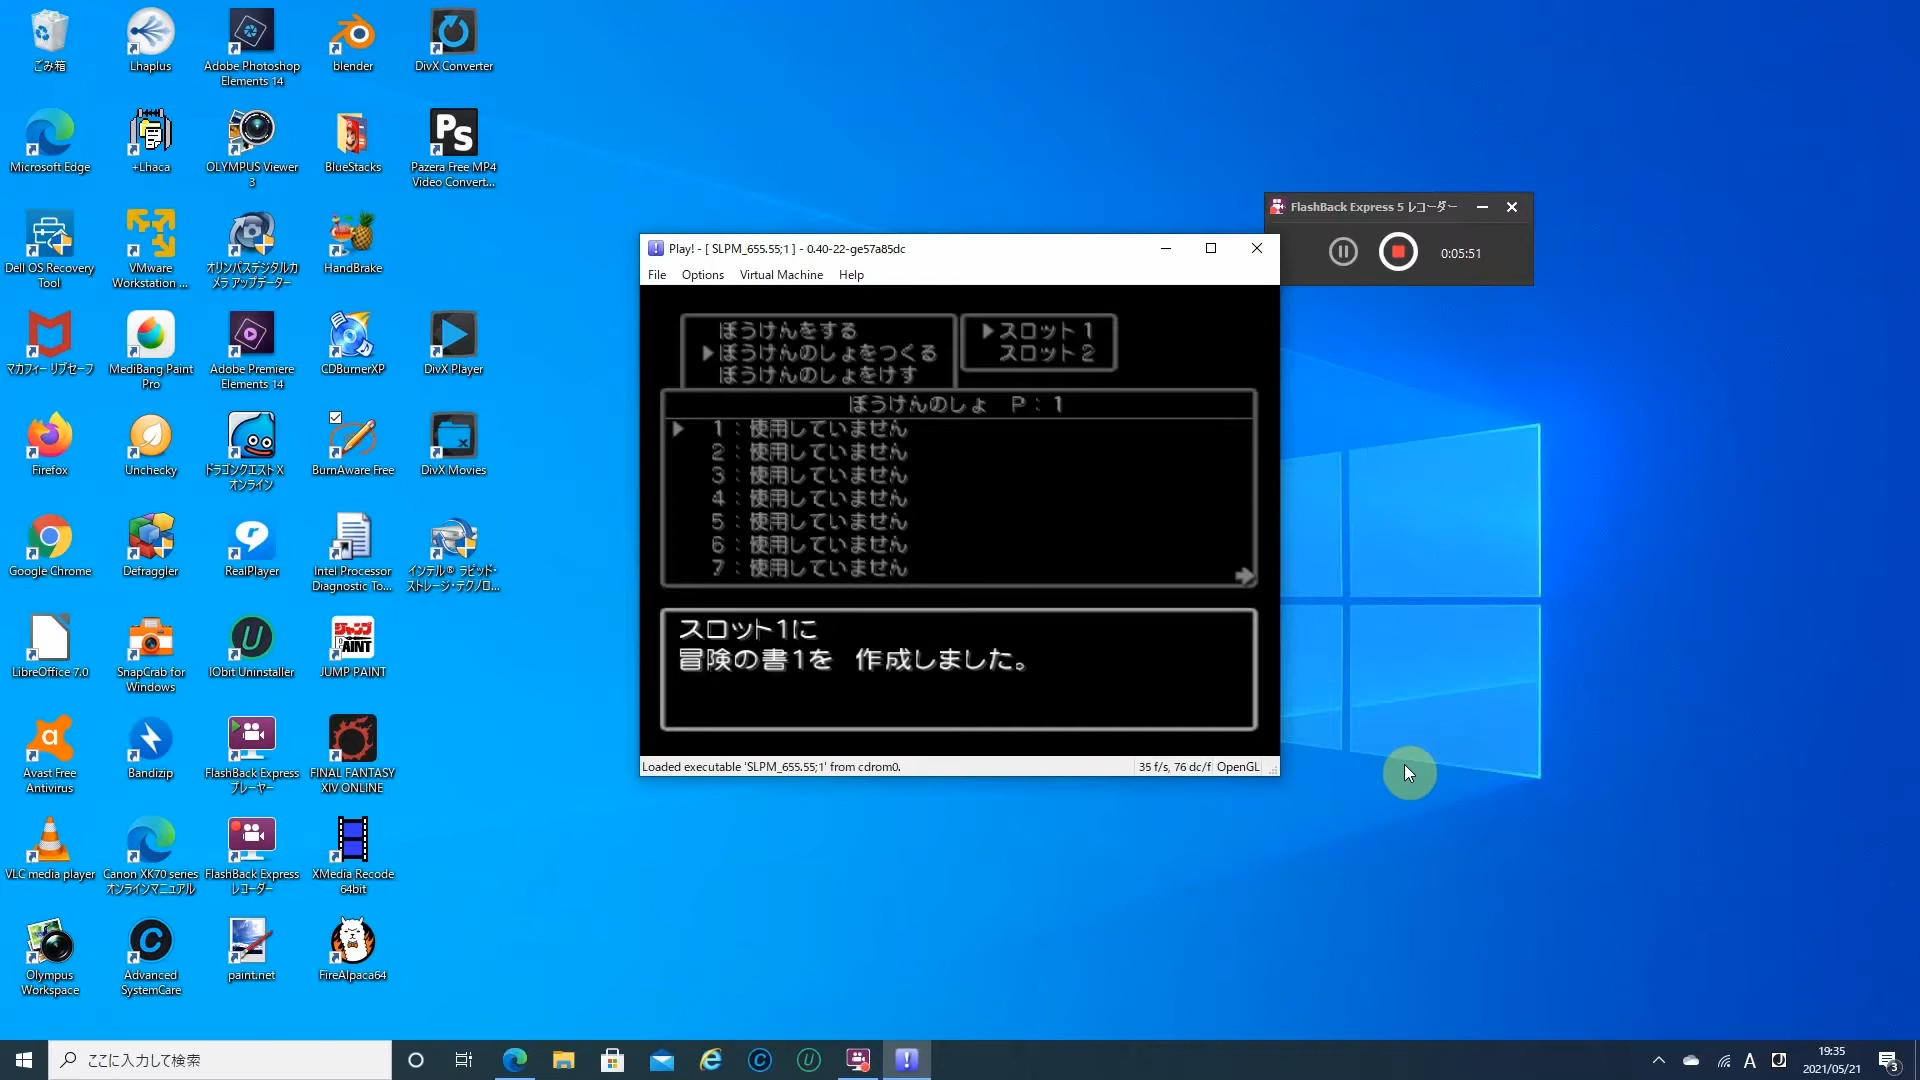 ごみ箱
Lhaplus
Adobe Photoshop
Elements 14
blender
DivX Converter
Microsoft Edge
+Lhaca
OLYMPUS Viewer
3
BlueStacks
Pazera Free MP4
Video Convert...
Dell OS Recovery
Tool
VMware
Workstation ...
オリンパスデジタルカ
メラ アップデーター
HandBrake
マカフィー リブセーフ
MediBang Paint
Pro
Adobe Premiere
Elements 14
CDBurnerXP
DivX Player
Firefox
Unchecky
ドラゴンクエストX
オンライン
BurnAware Free
DivX Movies
Google Chrome
Defraggler
RealPlayer
Intel Processor
Diagnostic To...
インテル® ラピッド・
ストレージ・テクノロ...
LibreOffice 7.0
SnapCrab for
Windows
IObit Uninstaller
ジャンプ
PAINT
JUMP PAINT
Avast Free
Antivirus
Bandizip
FlashBack Express
プレーヤー
FINAL FANTASY
XIV ONLINE
VLC media player
Canon XK70 series
オンラインマニュアル
FlashBack Express
レコーダー
XMedia Recode
64bit
Olympus
Workspace
Advanced
SystemCare
paint.net
FireAlpaca64
FlashBack Express 5 レコーダー
0:05:51
Play! - [ SLPM_655.55;1 ] - 0.40-22-ge57a85dc
File Options Virtual Machine Help
ぼうけんをする
▶ぼうけんのしょをつくる
ぼうけんのしょをけす
▶スロット1
スロット2
ぼうけんのしょ P:1
▶ 1:使用していません
2:使用していません
3:使用していません
4:使用していません
5:使用していません
6:使用していません
7:使用していません
スロット1に
冒険の書1を 作成しました。
Loaded executable 'SLPM_655.55;1' from cdrom0.
35 f/s, 76 dc/f OpenGL
ここに入力して検索
A
19:35
2021/05/21
3